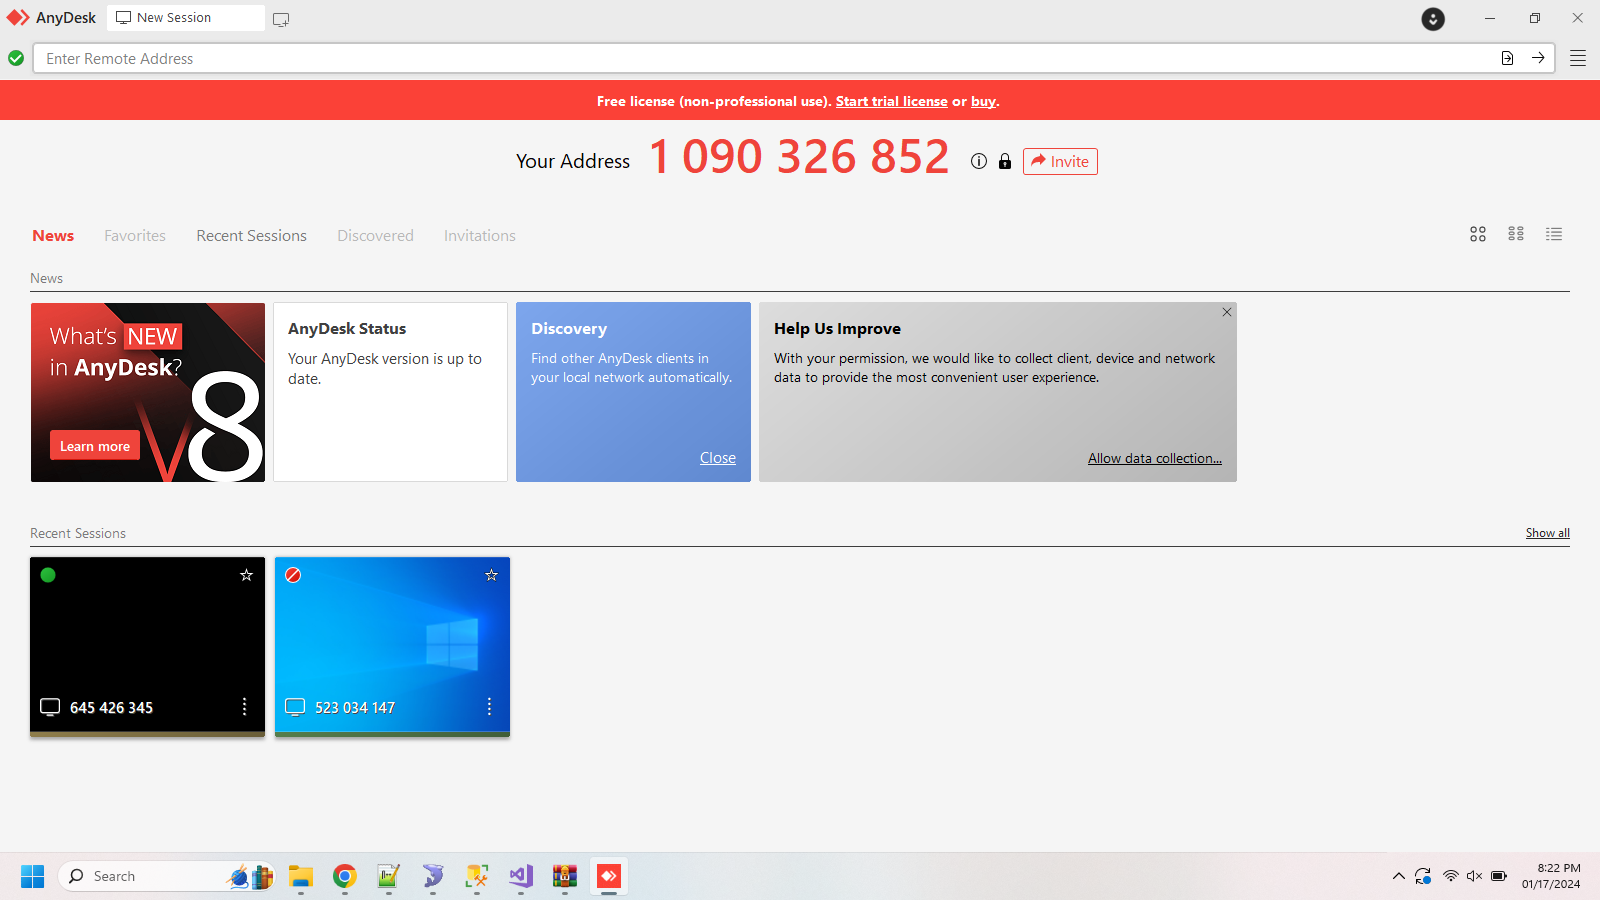 AnyDesk
New Session
Enter Remote Address
Free license (non-professional use). Start trial license or buy.
Your Address 1 090 326 852 Invite
News Favorites Recent Sessions Discovered Invitations
News
What's NEW
in AnyDesk?
v8
Learn more
AnyDesk Status
Your AnyDesk version is up to
date.
Discovery
Find other AnyDesk clients in
your local network automatically.
Close
Help Us Improve
With your permission, we would like to collect client, device and network
data to provide the most convenient user experience.
Allow data collection...
Recent Sessions Show all
645 426 345
523 034 147
Search
8:22 PM
01/17/2024